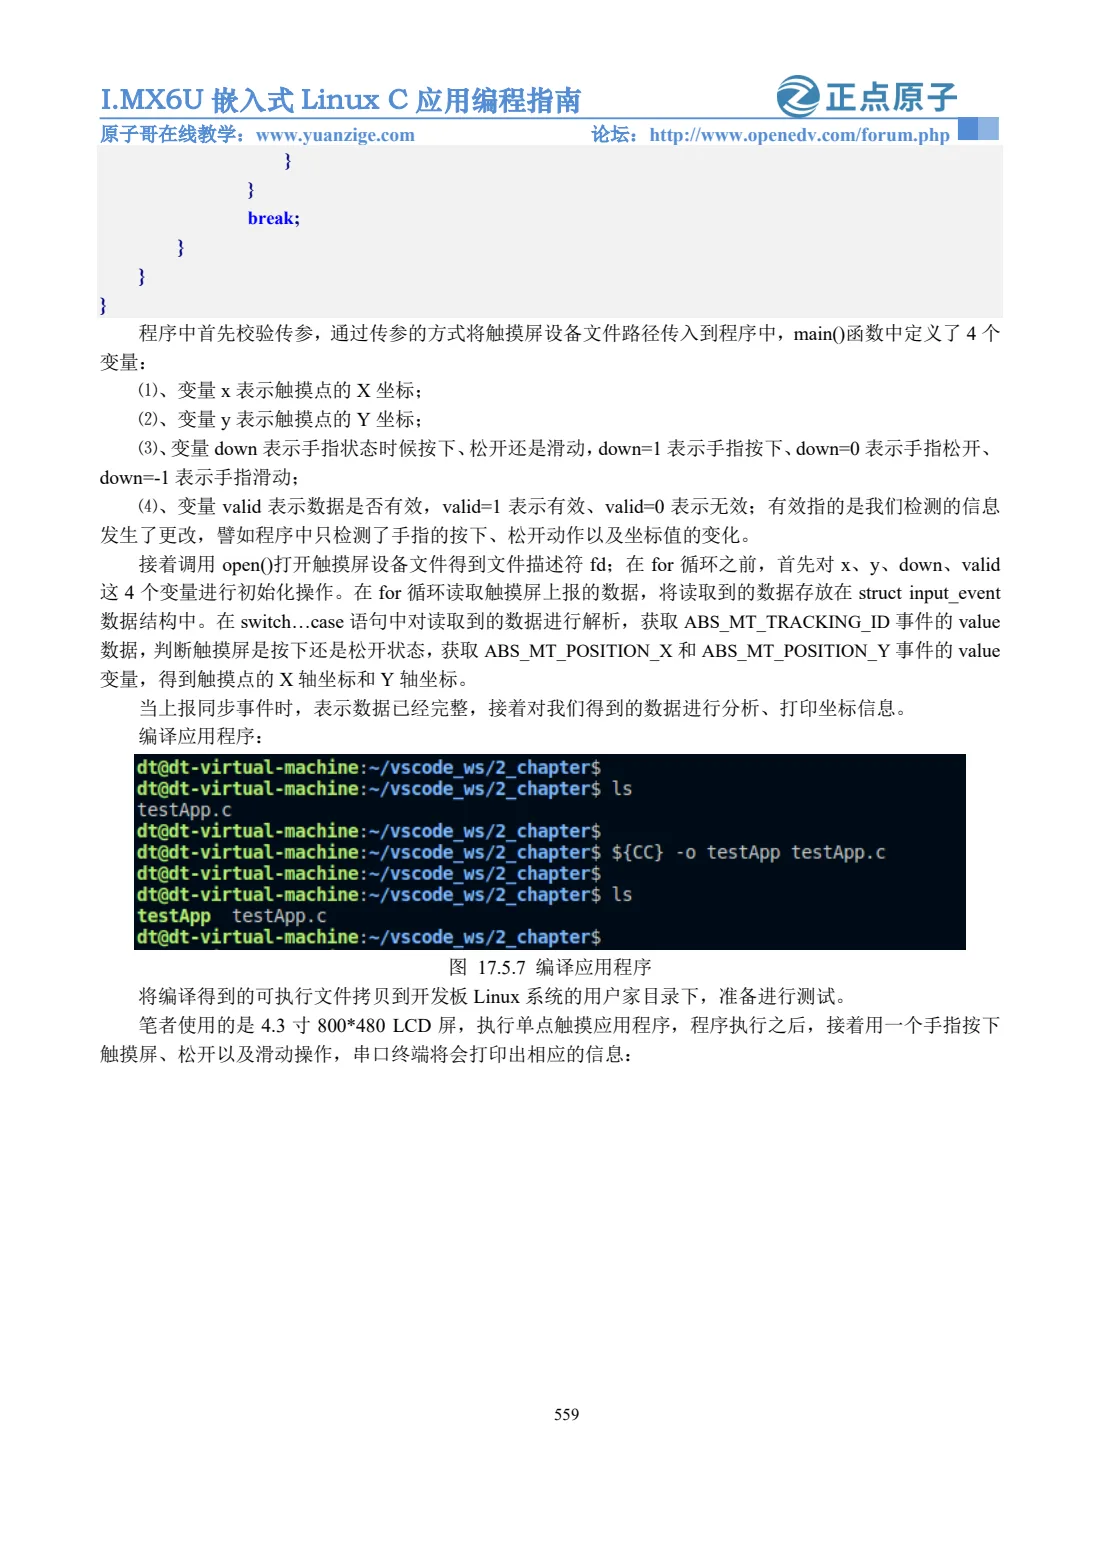 I.MX6U 嵌入式 Linux C 应用编程指南
正点原子
原子哥在线教学：www.yuanzige.com 论坛：http://www.openedv.com/forum.php
}
}
break;
}
}
}
程序中首先校验传参，通过传参的方式将触摸屏设备文件路径传入到程序中，main()函数中定义了 4 个
变量：
⑴、变量 x 表示触摸点的 X 坐标；
⑵、变量 y 表示触摸点的 Y 坐标；
⑶、变量 down 表示手指状态时候按下、松开还是滑动，down=1 表示手指按下、down=0 表示手指松开、
down=-1 表示手指滑动；
⑷、变量 valid 表示数据是否有效，valid=1 表示有效、valid=0 表示无效；有效指的是我们检测的信息
发生了更改，譬如程序中只检测了手指的按下、松开动作以及坐标值的变化。
接着调用 open()打开触摸屏设备文件得到文件描述符 fd；在 for 循环之前，首先对 x、y、down、valid
这 4 个变量进行初始化操作。在 for 循环读取触摸屏上报的数据，将读取到的数据存放在 struct input_event
数据结构中。在 switch…case 语句中对读取到的数据进行解析，获取 ABS_MT_TRACKING_ID 事件的 value
数据，判断触摸屏是按下还是松开状态，获取 ABS_MT_POSITION_X 和 ABS_MT_POSITION_Y 事件的 value
变量，得到触摸点的 X 轴坐标和 Y 轴坐标。
当上报同步事件时，表示数据已经完整，接着对我们得到的数据进行分析、打印坐标信息。
编译应用程序：
dt@dt-virtual-machine:~/vscode_ws/2_chapter$
dt@dt-virtual-machine:~/vscode_ws/2_chapter$ ls
testApp.c
dt@dt-virtual-machine:~/vscode_ws/2_chapter$
dt@dt-virtual-machine:~/vscode_ws/2_chapter$ ${CC} -o testApp testApp.c
dt@dt-virtual-machine:~/vscode_ws/2_chapter$
dt@dt-virtual-machine:~/vscode_ws/2_chapter$ ls
testApp testApp.c
dt@dt-virtual-machine:~/vscode_ws/2_chapter$
图 17.5.7 编译应用程序
将编译得到的可执行文件拷贝到开发板 Linux 系统的用户家目录下，准备进行测试。
笔者使用的是 4.3 寸 800*480 LCD 屏，执行单点触摸应用程序，程序执行之后，接着用一个手指按下
触摸屏、松开以及滑动操作，串口终端将会打印出相应的信息：
559